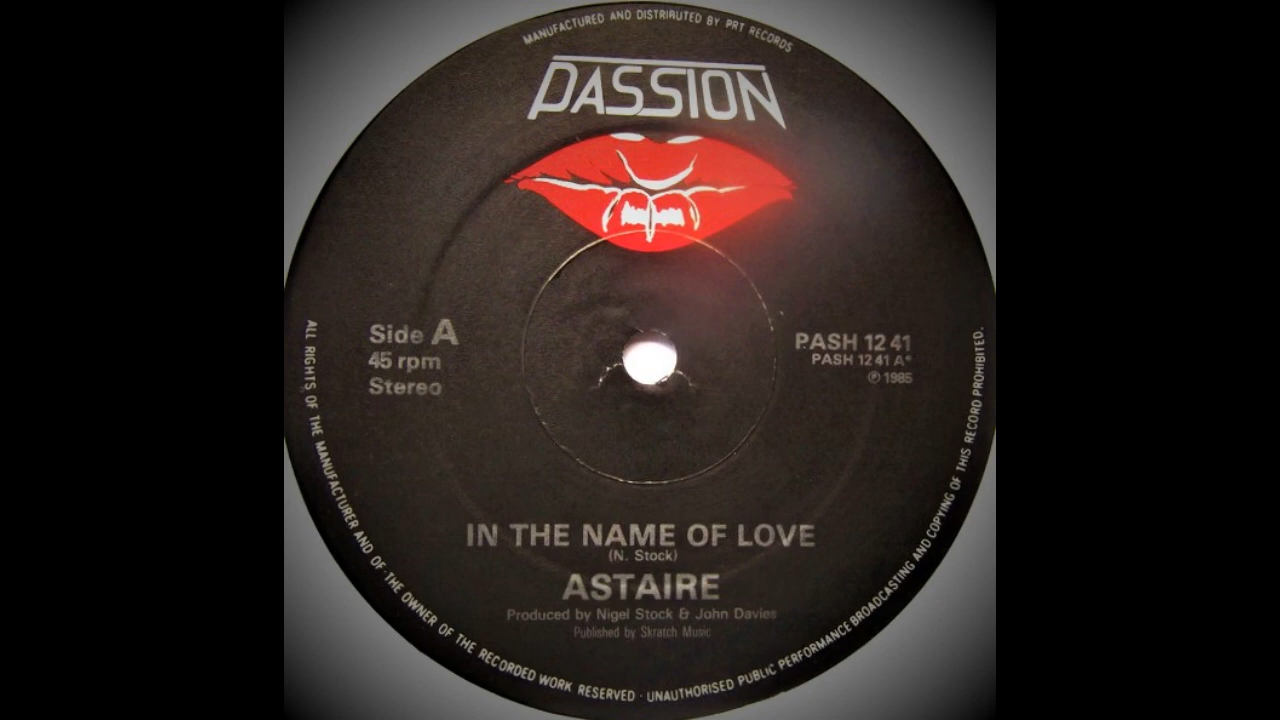 MANUFACTURED AND DISTRIBUTED BY PRT RECORDS
PASSION
Side A
45 rpm
Stereo
PASH 12 41
PASH 12 41 A*
℗ 1985
IN THE NAME OF LOVE
(N. Stock)
ASTAIRE
Produced by Nigel Stock & John Davies
Published by Skratch Music
ALL RIGHTS OF THE MANUFACTURER AND OF THE OWNER OF THE RECORDED WORK RESERVED · UNAUTHORISED PUBLIC PERFORMANCE BROADCASTING AND COPYING OF THIS RECORD PROHIBITED.